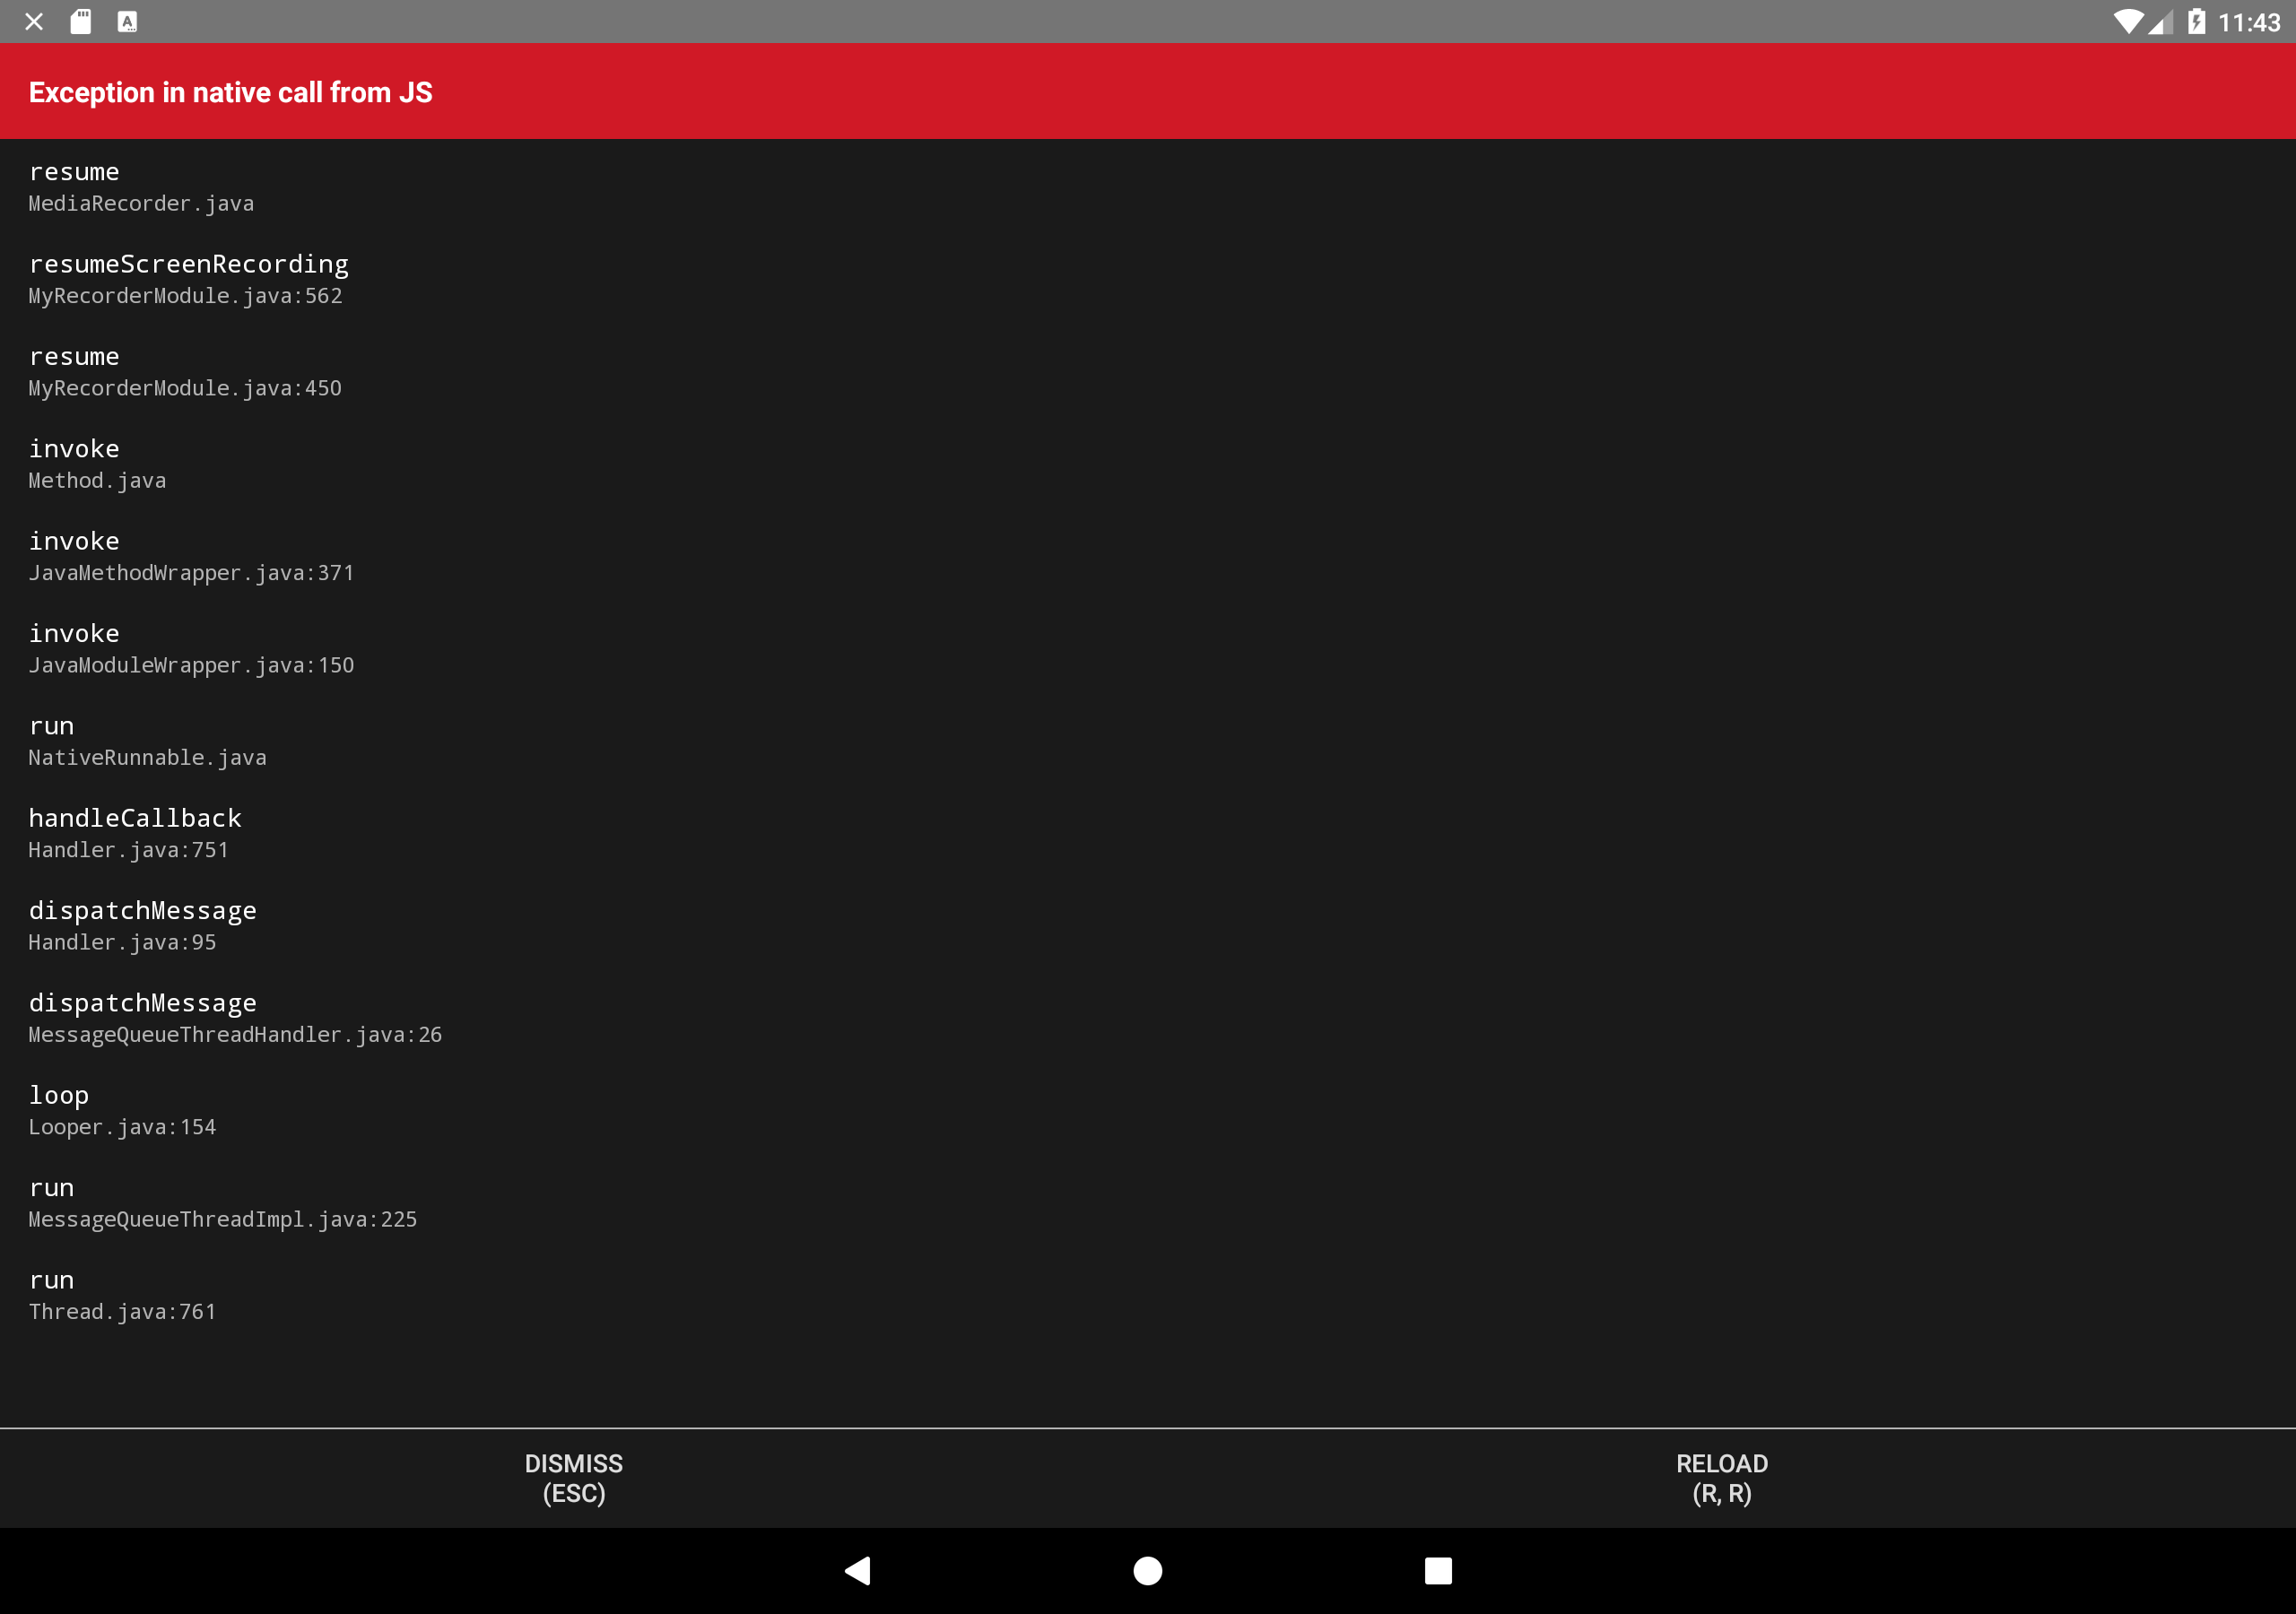 11:43
Exception in native call from JS
resume
MediaRecorder.java
resumeScreenRecording
MyRecorderModule.java:562
resume
MyRecorderModule.java:450
invoke
Method.java
invoke
JavaMethodWrapper.java:371
invoke
JavaModuleWrapper.java:150
run
NativeRunnable.java
handleCallback
Handler.java:751
dispatchMessage
Handler.java:95
dispatchMessage
MessageQueueThreadHandler.java:26
loop
Looper.java:154
run
MessageQueueThreadImpl.java:225
run
Thread.java:761
DISMISS
(ESC)
RELOAD
(R, R)